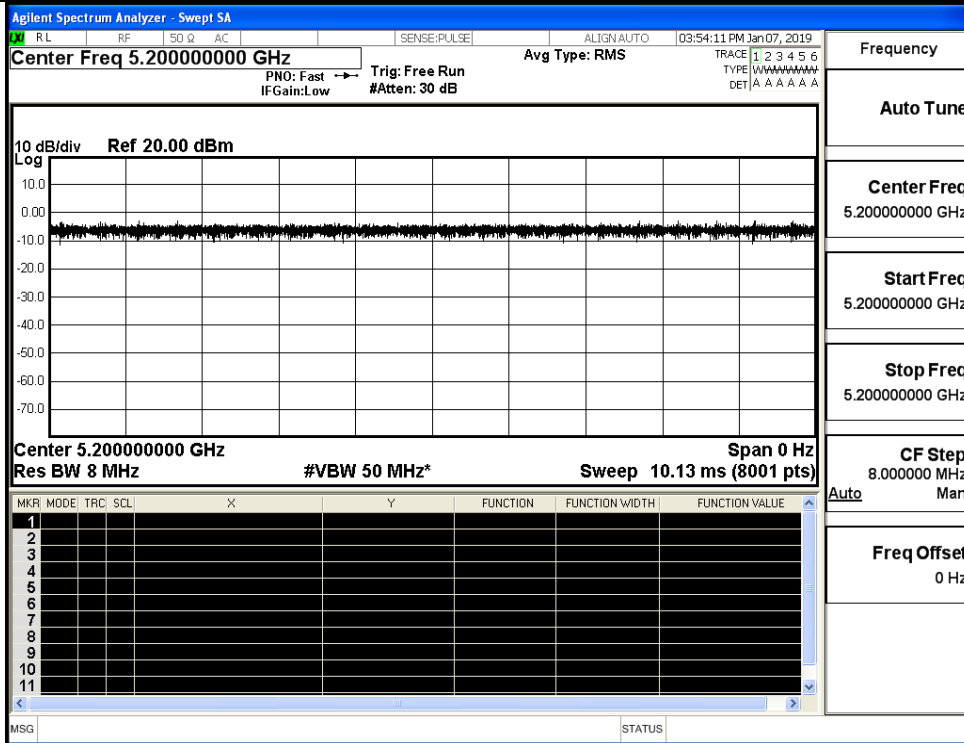 Agilent Spectrum Analyzer - Swept SA
LXI RL RF 50 Ω AC SENSE:PULSE ALIGN AUTO 03:54:11 PM Jan 07, 2019
Center Freq 5.200000000 GHz
PNO: Fast
IFGain:Low
Trig: Free Run
#Atten: 30 dB
Avg Type: RMS
TRACE 1 2 3 4 5 6
TYPE WWWWWW
DET A A A A A A
10 dB/div Ref 20.00 dBm
Log
10.0
0.00
-10.0
-20.0
-30.0
-40.0
-50.0
-60.0
-70.0
Center 5.200000000 GHz Span 0 Hz
Res BW 8 MHz #VBW 50 MHz* Sweep 10.13 ms (8001 pts)
MKR MODE TRC SCL X Y FUNCTION FUNCTION WIDTH FUNCTION VALUE
1
2
3
4
5
6
7
8
9
10
11
MSG STATUS
Frequency
Auto Tune
Center Freq
5.200000000 GHz
Start Freq
5.200000000 GHz
Stop Freq
5.200000000 GHz
CF Step
8.000000 MHz
Auto Man
Freq Offset
0 Hz